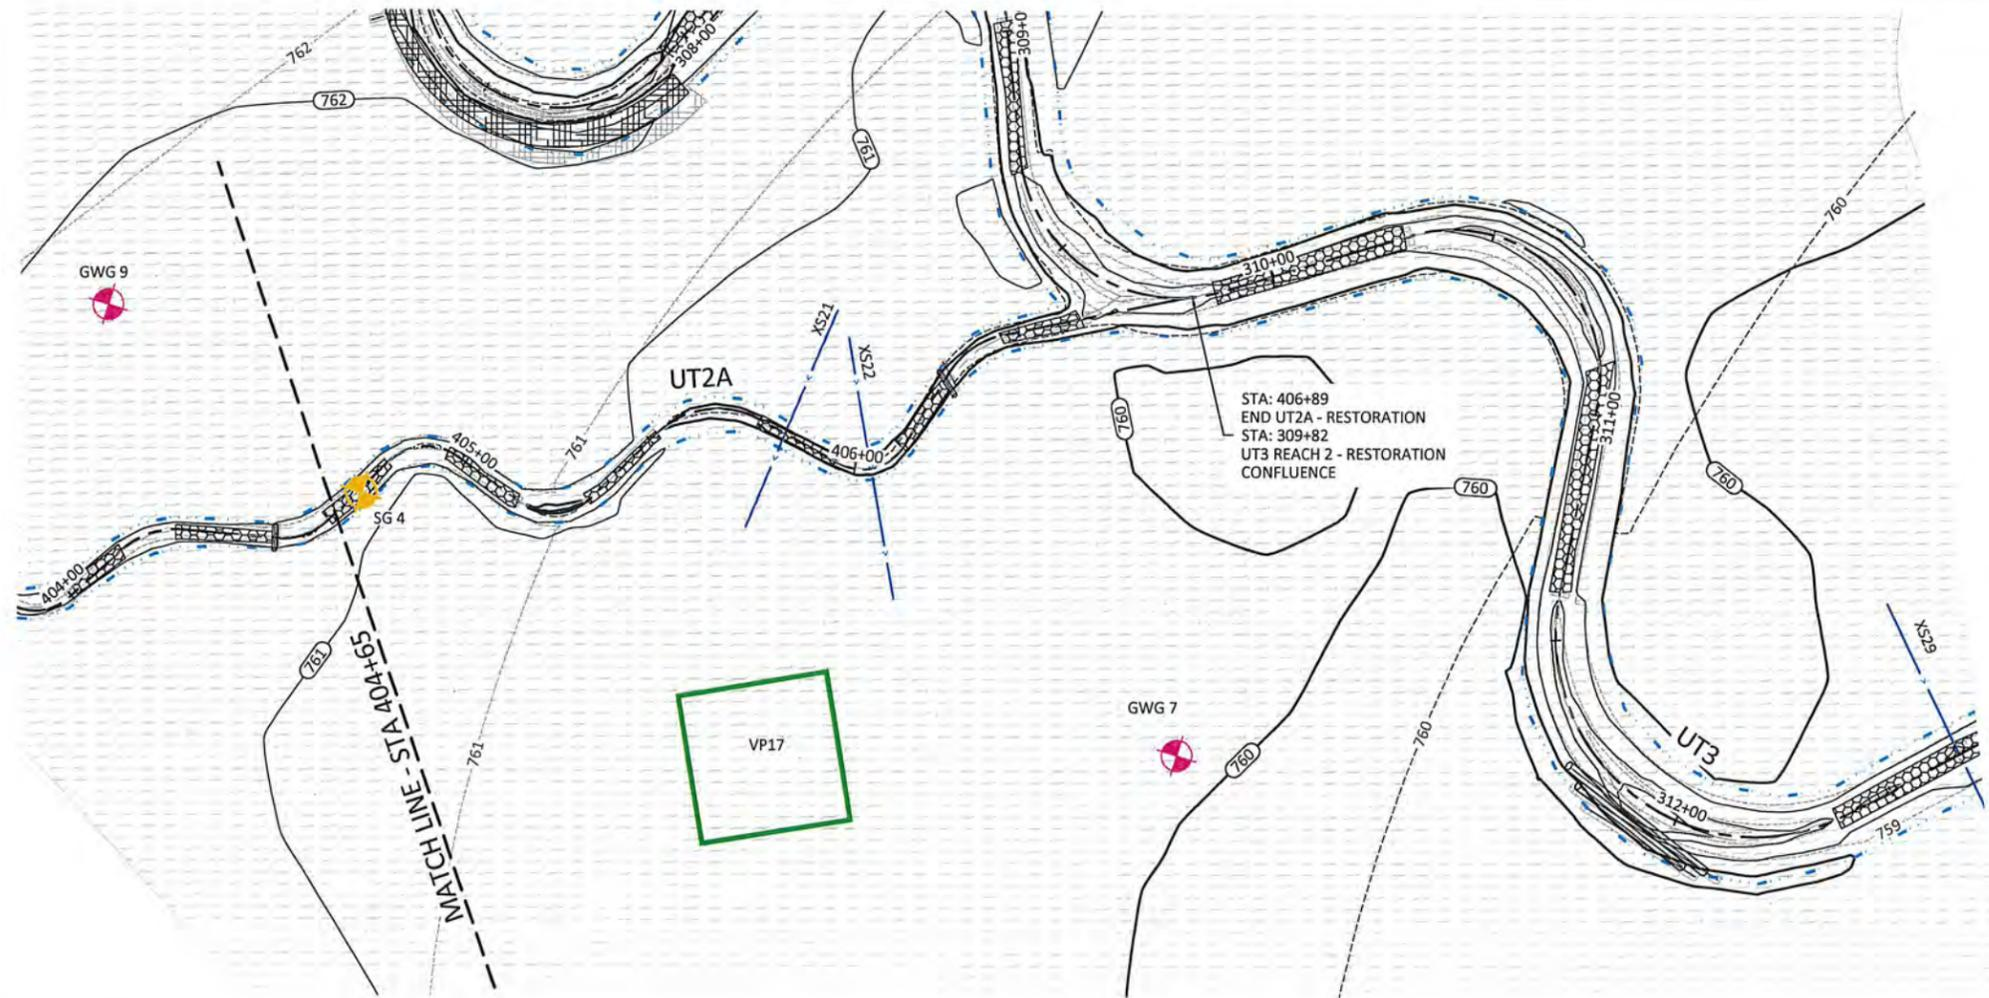 762
762
308+00
309+00
761
760
GWG 9
310+00
XS21
XS22
UT2A
STA: 406+89
END UT2A - RESTORATION
STA: 309+82
UT3 REACH 2 - RESTORATION
CONFLUENCE
760
311+00
405+00
761
406+00
760
760
SG 4
404+00
761
MATCH LINE - STA 404+65
761
VP17
GWG 7
760
760
XS29
UT3
312+00
759